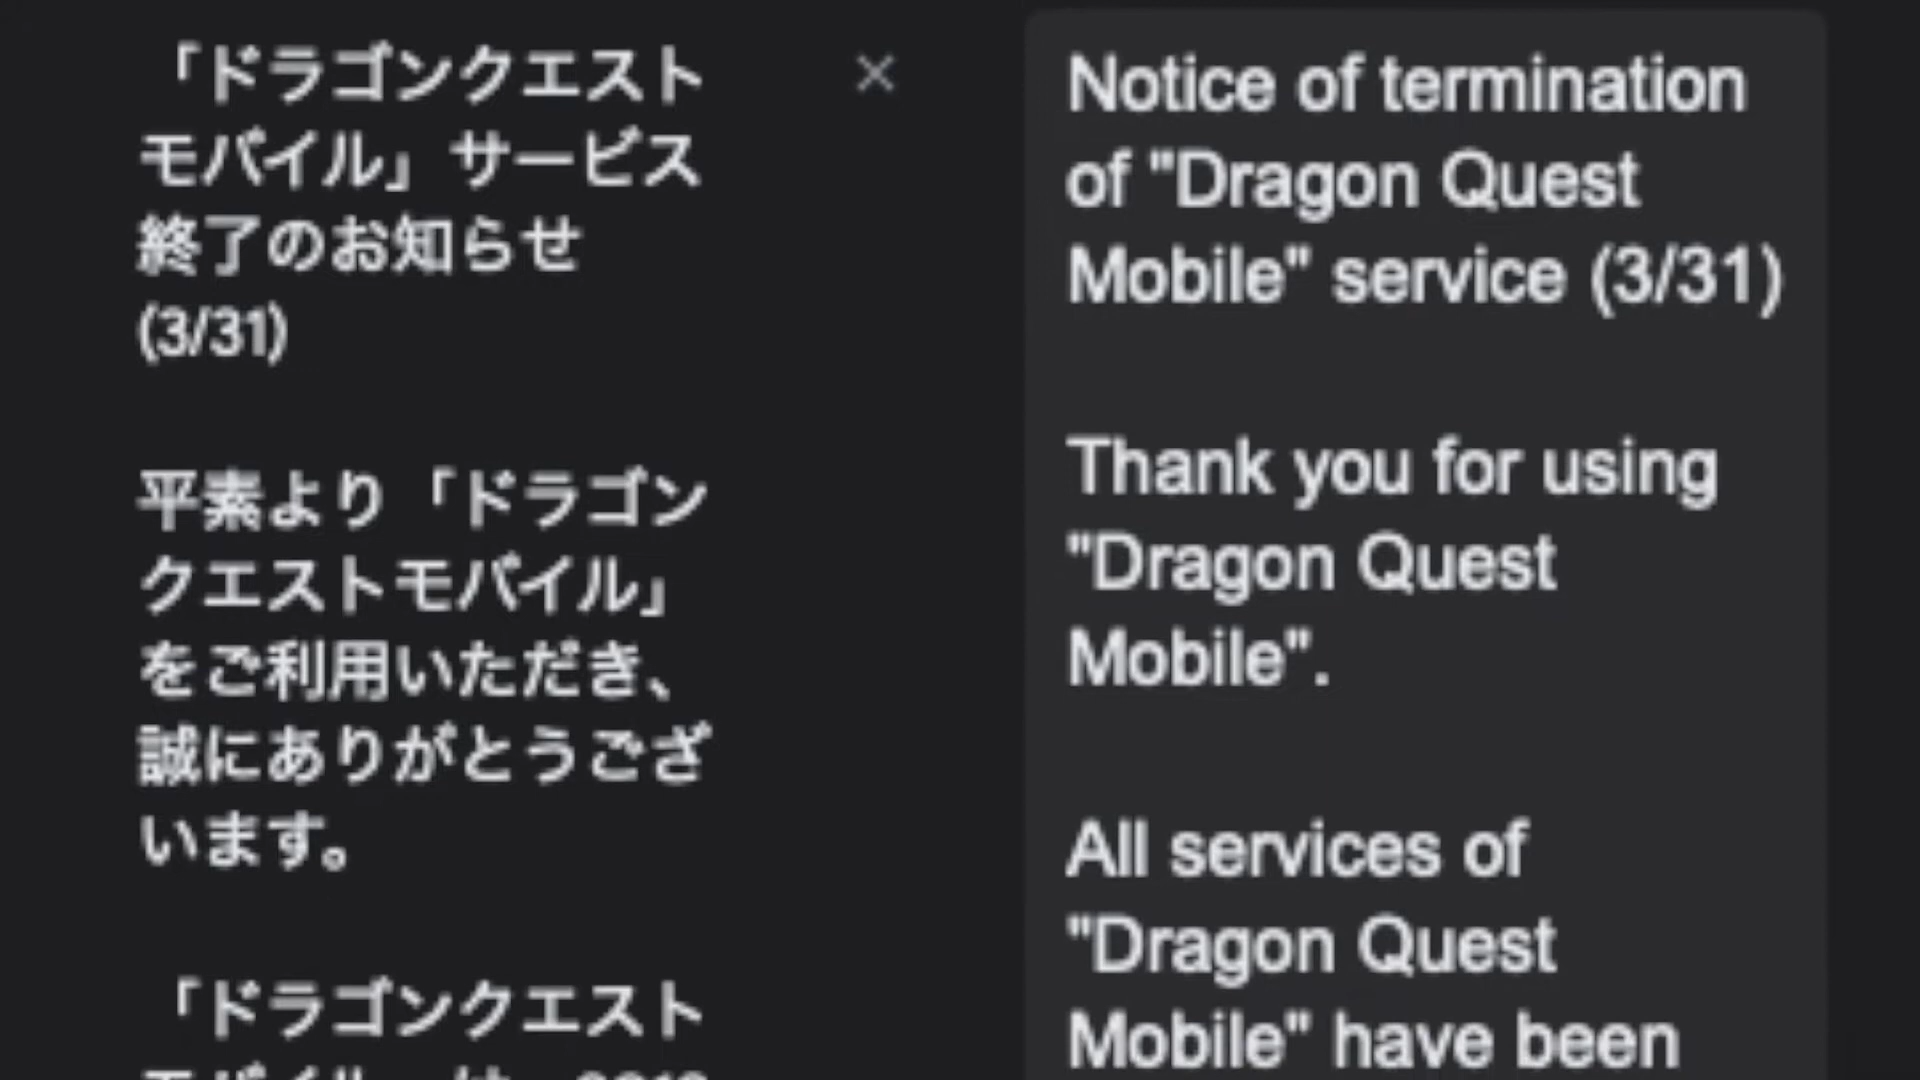 「ドラゴンクエスト
モバイル」サービス
終了のお知らせ
(3/31)
平素より「ドラゴン
クエストモバイル」
をご利用いただき、
誠にありがとうござ
います。
「ドラゴンクエスト
Notice of termination
of "Dragon Quest
Mobile" service (3/31)
Thank you for using
"Dragon Quest
Mobile".
All services of
"Dragon Quest
Mobile" have been